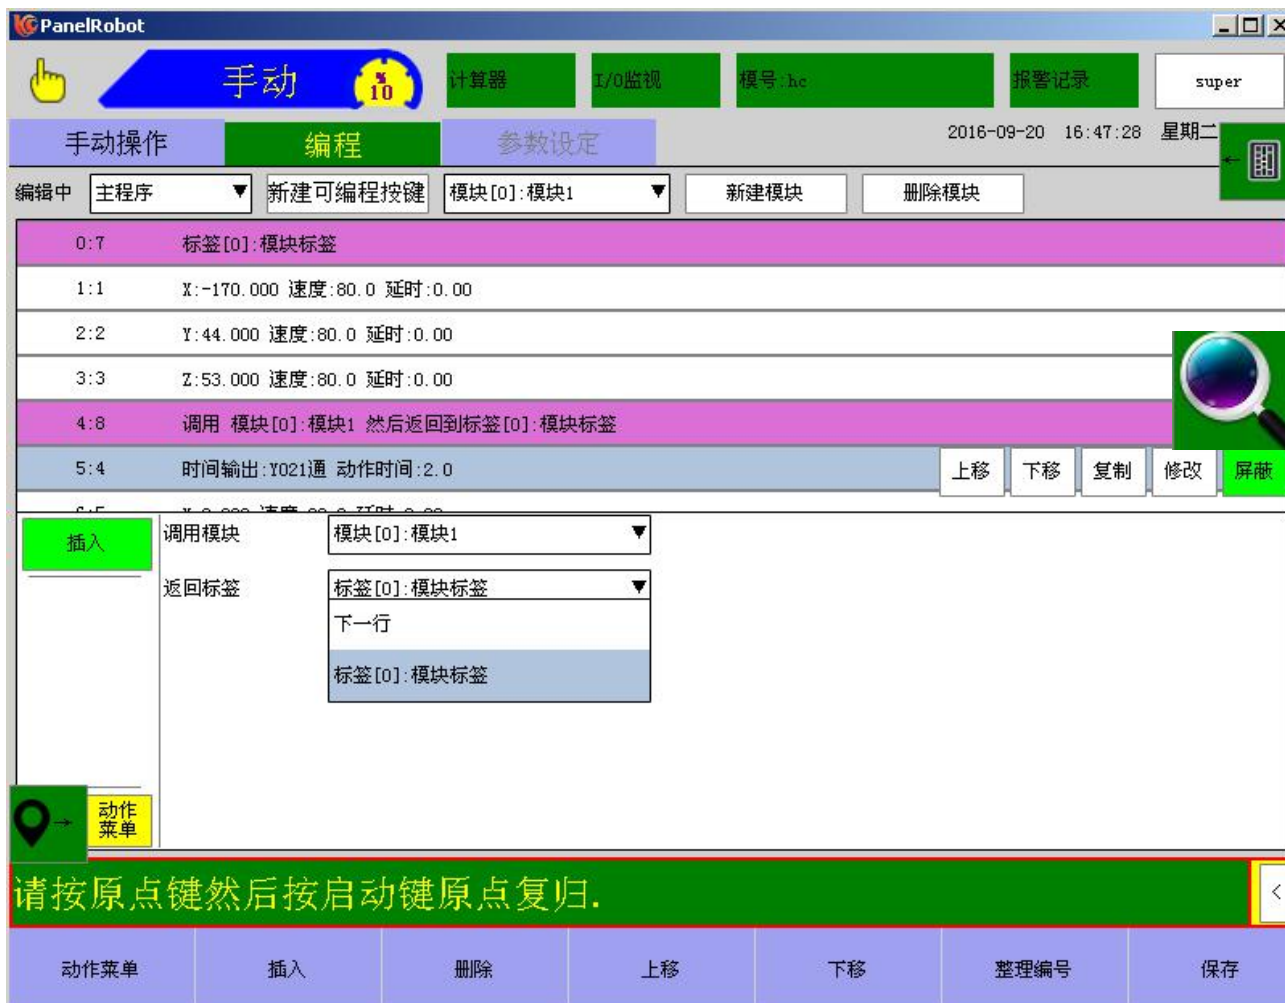 PanelRobot
手动
%
10
计算器
I/O监视
模号:hc
报警记录
super
手动操作
编程
参数设定
2016-09-20 16:47:28 星期二
编辑中
主程序
新建可编程按键
模块[0]:模块1
新建模块
删除模块
0:7 标签[0]:模块标签
1:1 X:-170.000 速度:80.0 延时:0.00
2:2 Y:44.000 速度:80.0 延时:0.00
3:3 Z:53.000 速度:80.0 延时:0.00
4:8 调用 模块[0]:模块1 然后返回到标签[0]:模块标签
5:4 时间输出:Y021通 动作时间:2.0
上移
下移
复制
修改
屏蔽
插入
调用模块
模块[0]:模块1
返回标签
标签[0]:模块标签
下一行
标签[0]:模块标签
动作
菜单
请按原点键然后按启动键原点复归.
<
动作菜单
插入
删除
上移
下移
整理编号
保存